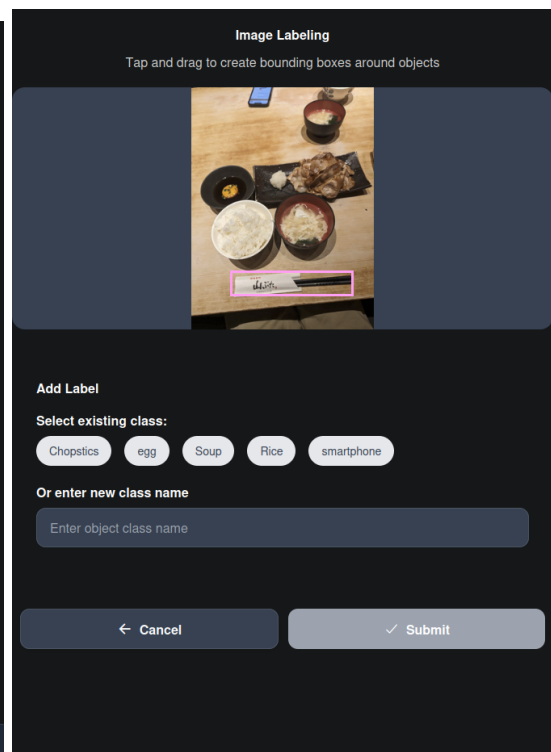 Image Labeling
Tap and drag to create bounding boxes around objects
Add Label
Select existing class:
Chopstics
egg
Soup
Rice
smartphone
Or enter new class name
Enter object class name
Cancel
Submit